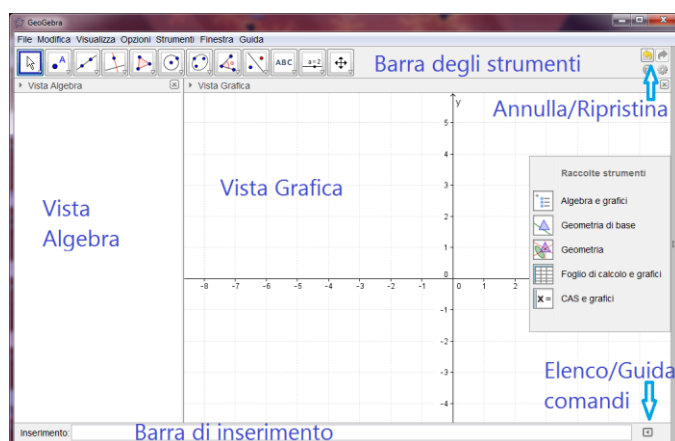 GeoGebra
File Modifica Visualizza Opzioni Strumenti Finestra Guida
A
α
ABC
a=2
Barra degli strumenti
Vista Algebra
Vista Grafica
Annulla/Ripristina
y
5
4
3
2
1
0
-8 -7 -6 -5 -4 -3 -2 -1 0 1 2
-1
-2
-3
-4
Vista Grafica
Vista
Algebra
Raccolte strumenti
Algebra e grafici
Geometria di base
Geometria
Foglio di calcolo e grafici
x= CAS e grafici
Elenco/Guida
comandi
Inserimento:
Barra di inserimento